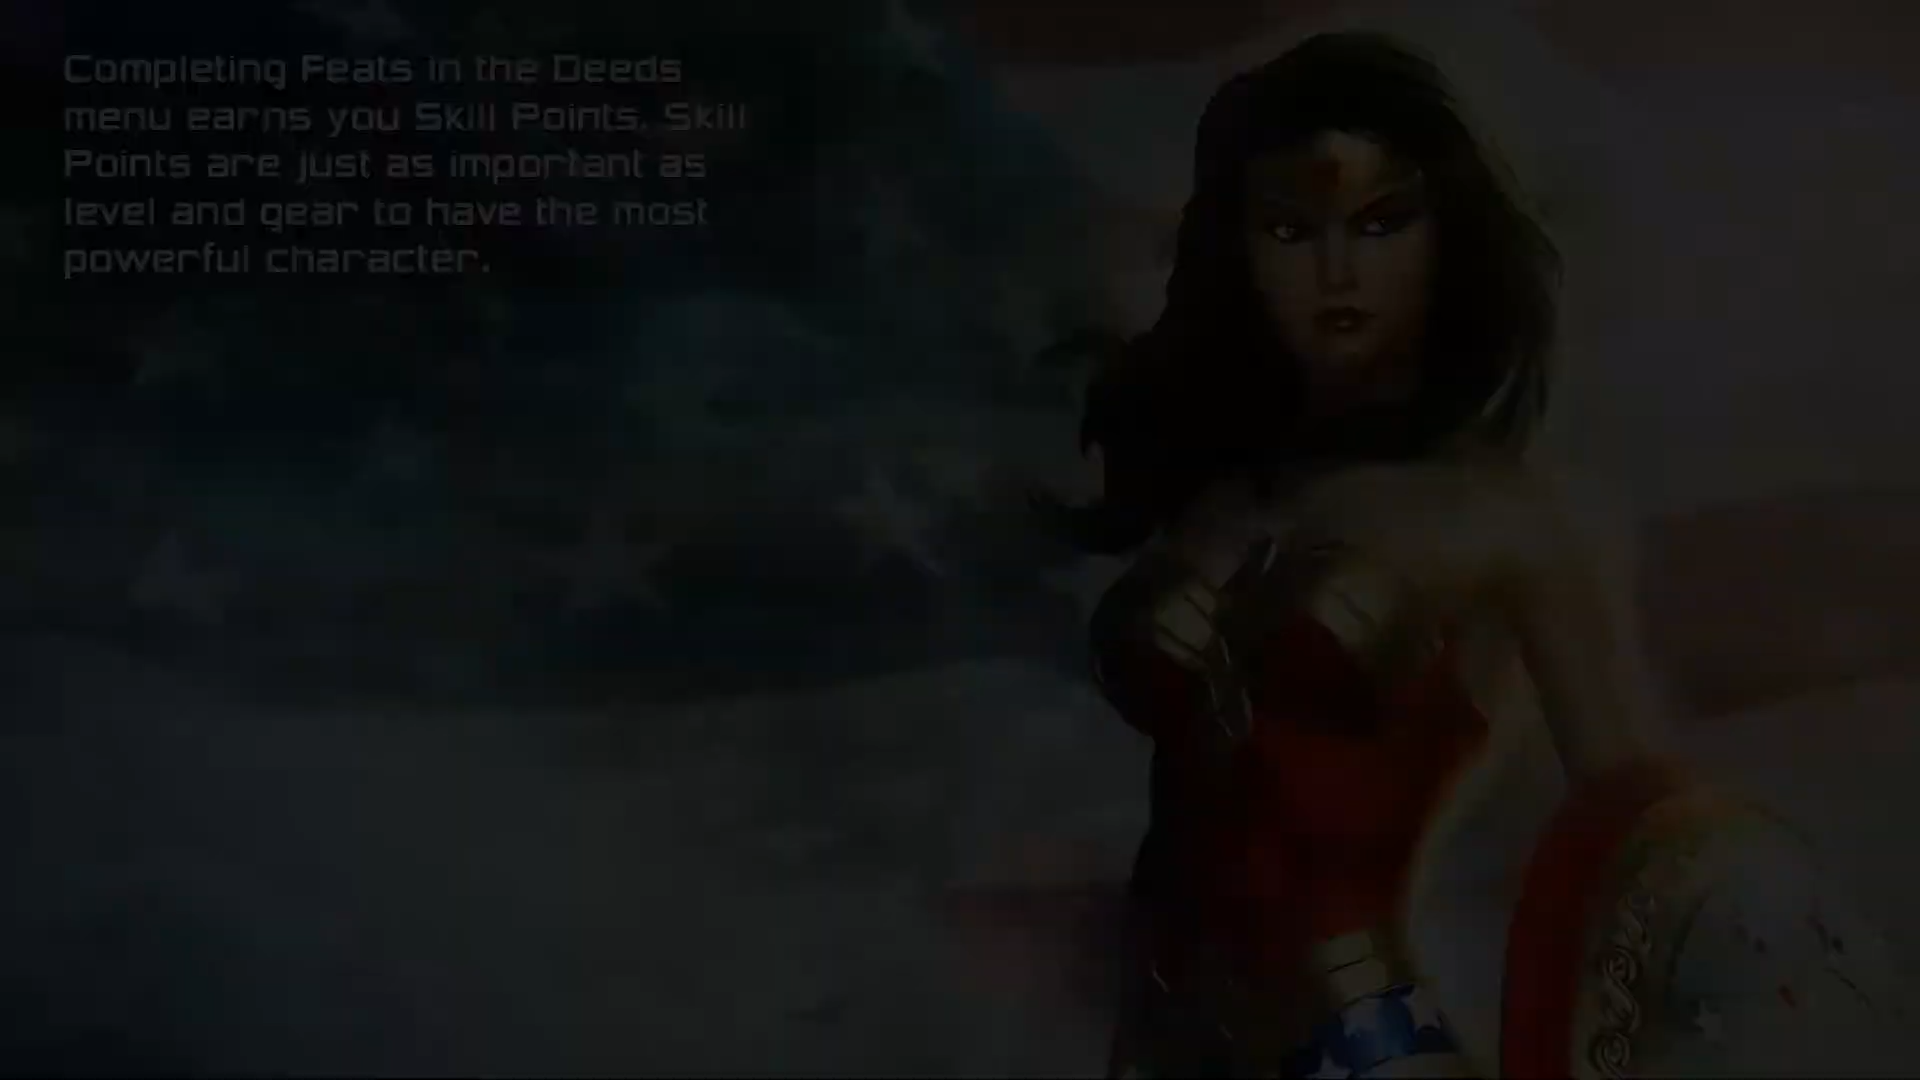 Completing Feats in the Deeds
menu earns you Skill Points. Skill
Points are just as important as
level and gear to have the most
powerful character.